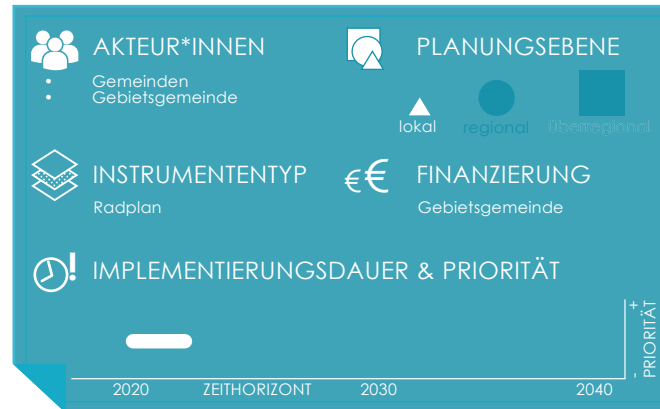 AKTEUR*INNEN
• Gemeinden
• Gebietsgemeinde
PLANUNGSEBENE
lokal regional überregional
INSTRUMENTENTYP
Radplan
€€ FINANZIERUNG
Gebietsgemeinde
! IMPLEMENTIERUNGSDAUER & PRIORITÄT
- PRIORITÄT +
2020 ZEITHORIZONT 2030 2040